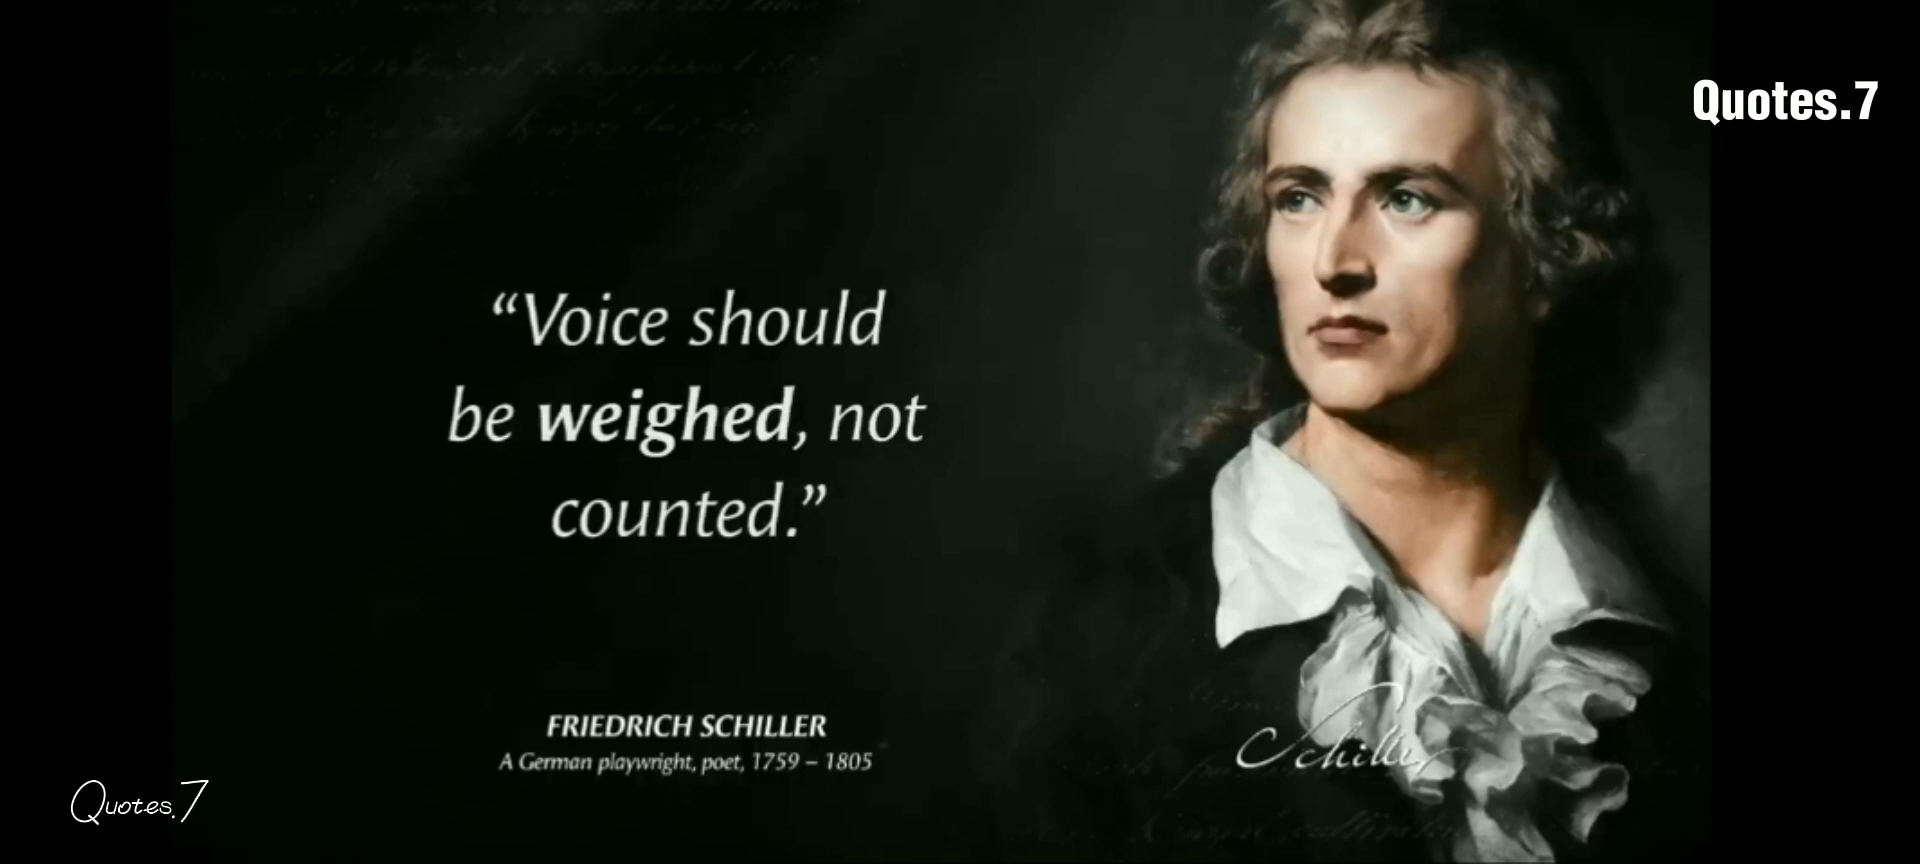 Quotes.7
“Voice should
be weighed, not
counted.”
FRIEDRICH SCHILLER
A German playwright, poet, 1759 – 1805
Schiller
Quotes.7